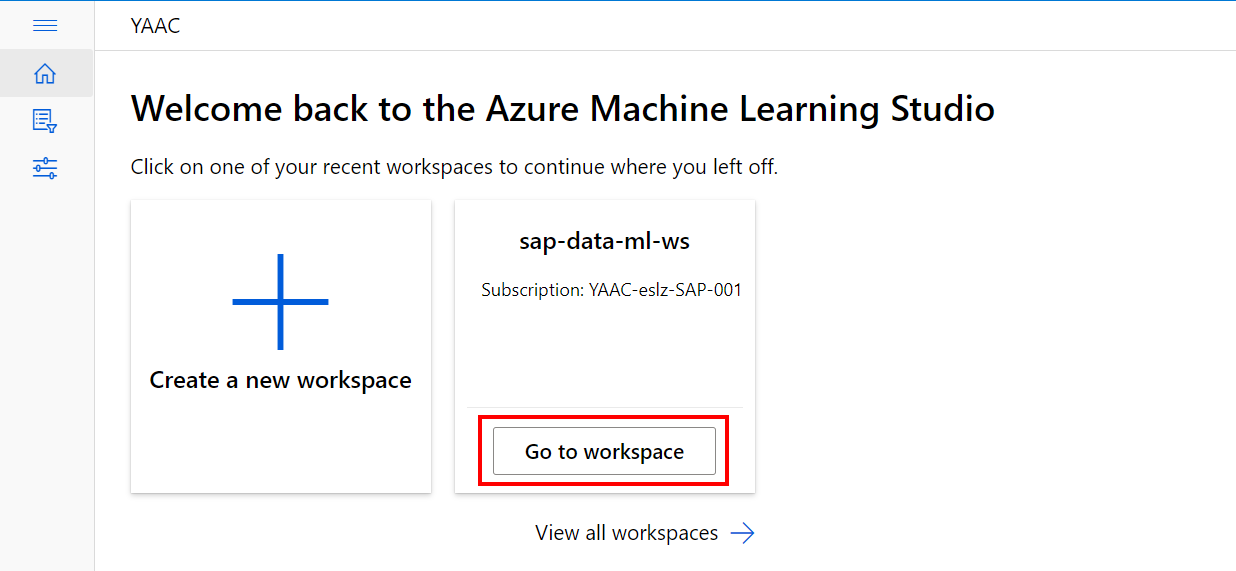 YAAC
Welcome back to the Azure Machine Learning Studio
Click on one of your recent workspaces to continue where you left off.
Create a new workspace
sap-data-ml-ws
Subscription: YAAC-eslz-SAP-001
Go to workspace
View all workspaces